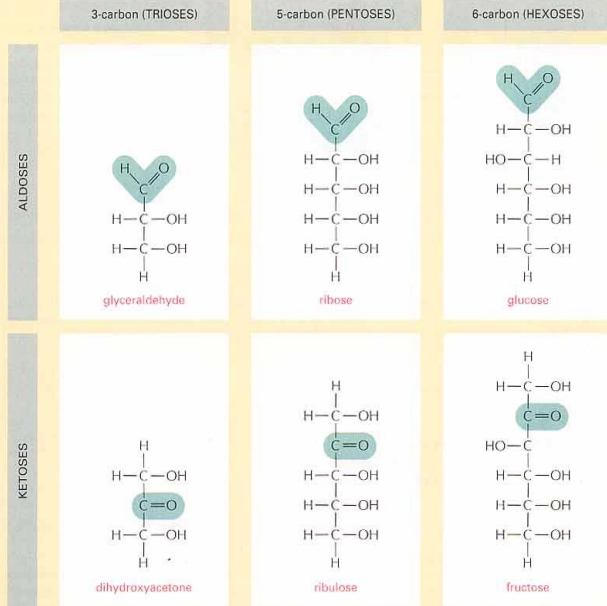 3-carbon (TRIOSES)
5-carbon (PENTOSES)
6-carbon (HEXOSES)
ALDOSES
H O
C
H—C—OH
H—C—OH
H
glyceraldehyde
H O
C
H—C—OH
H—C—OH
H—C—OH
H—C—OH
H
ribose
H O
C
H—C—OH
HO—C—H
H—C—OH
H—C—OH
H—C—OH
H
glucose
KETOSES
H
H—C—OH
C=O
H—C—OH
H
dihydroxyacetone
H
H—C—OH
C=O
H—C—OH
H—C—OH
H—C—OH
H
ribulose
H
H—C—OH
C=O
HO—C
H—C—OH
H—C—OH
H—C—OH
H
fructose